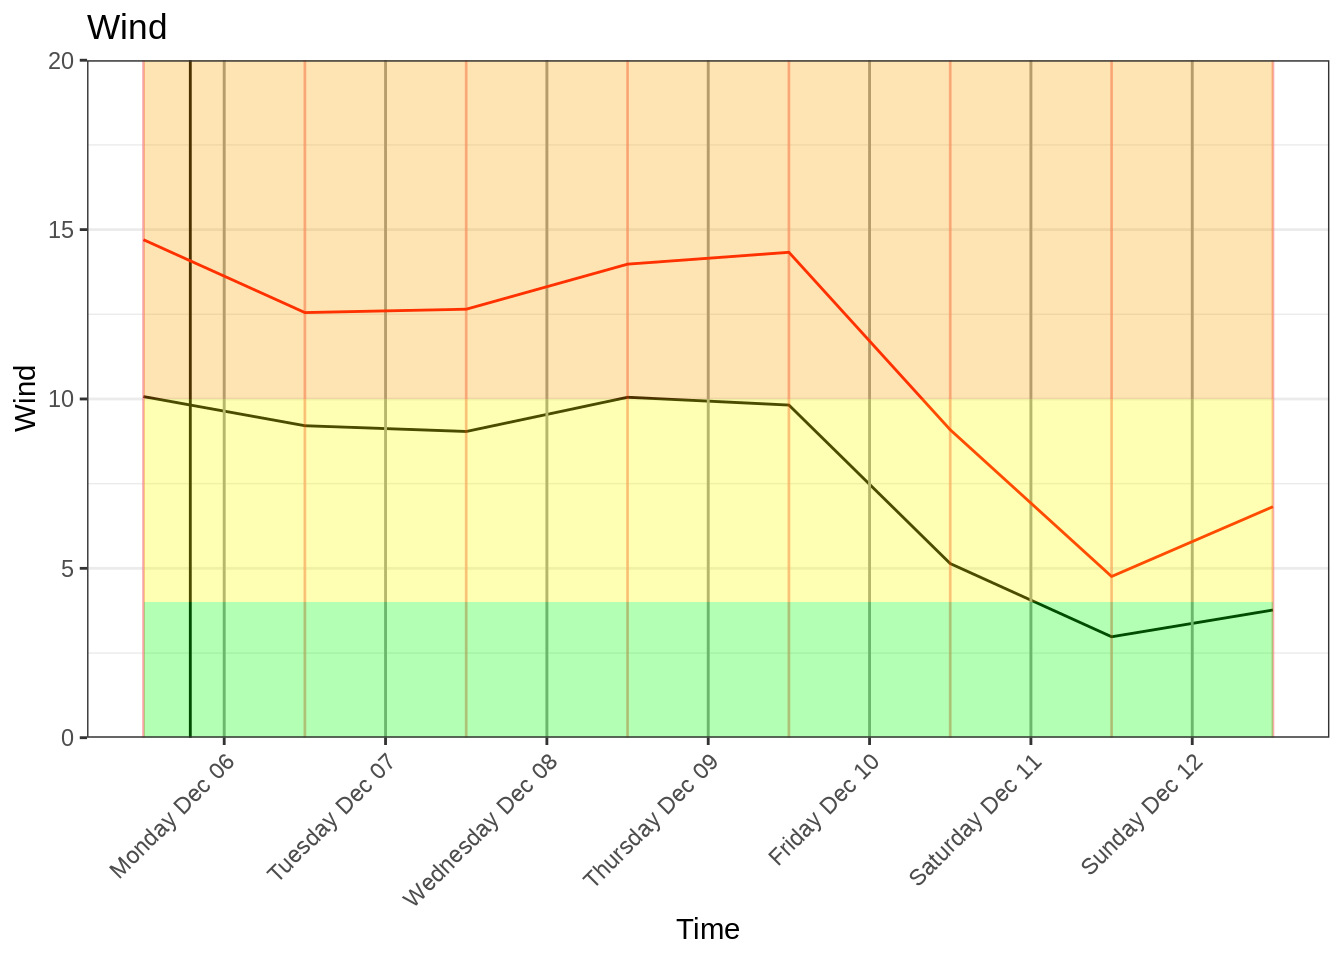 Wind
20
15
10
5
0
Wind
Monday Dec 06
Tuesday Dec 07
Wednesday Dec 08
Thursday Dec 09
Friday Dec 10
Saturday Dec 11
Sunday Dec 12
Time